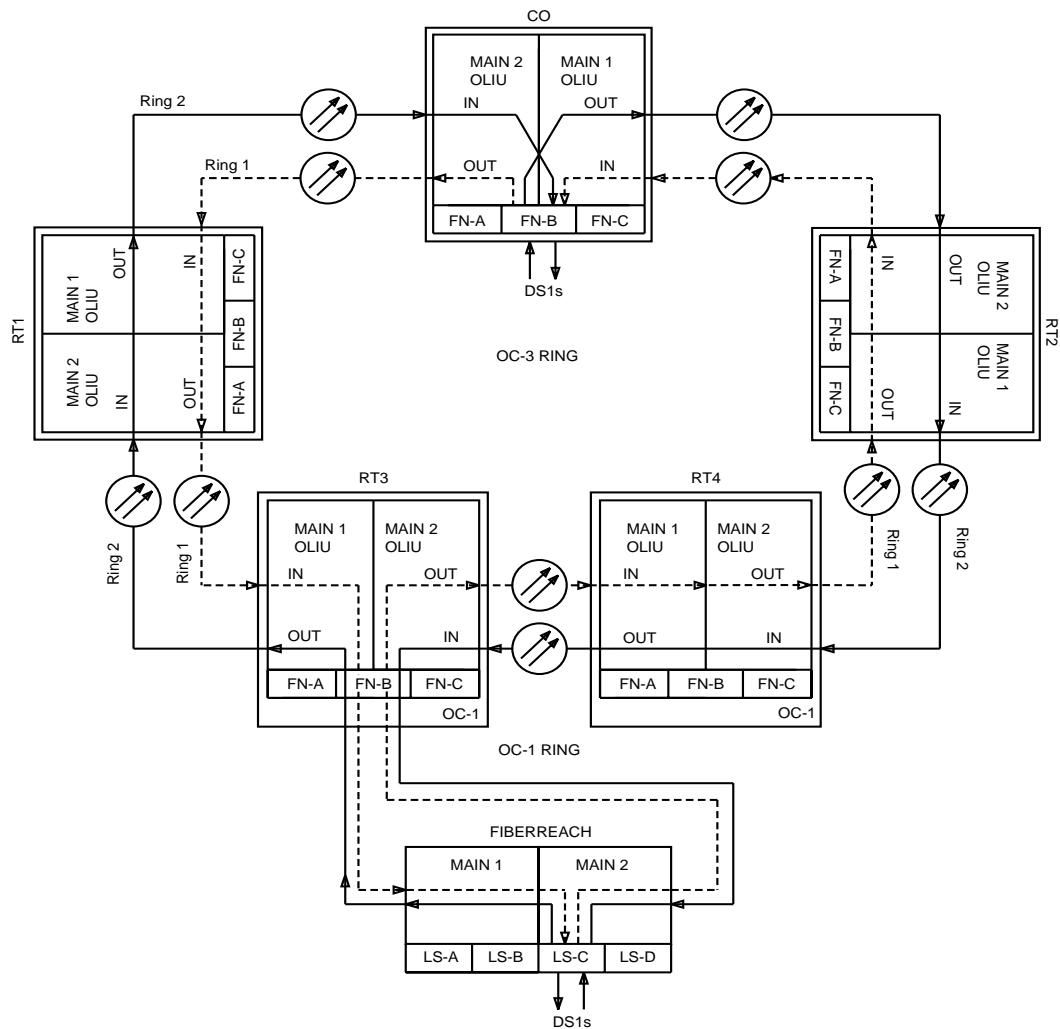 CO
MAIN 2 OLIU
MAIN 1 OLIU
IN
OUT
Ring 2
Ring 1
OUT
IN
FN-A
FN-B
FN-C
DS1s
RT1
MAIN 1 OLIU
OUT
IN
FN-C
FN-B
FN-A
MAIN 2 OLIU
IN
OUT
OC-3 RING
FN-A
FN-B
FN-C
IN
OUT
MAIN 2 OLIU
MAIN 1 OLIU
OUT
IN
RT2
Ring 2
Ring 1
RT3
MAIN 1 OLIU
MAIN 2 OLIU
IN
OUT
OUT
IN
FN-A
FN-B
FN-C
OC-1
RT4
MAIN 1 OLIU
MAIN 2 OLIU
IN
OUT
OUT
IN
FN-A
FN-B
FN-C
OC-1
Ring 1
Ring 2
OC-1 RING
FIBERREACH
MAIN 1
MAIN 2
LS-A
LS-B
LS-C
LS-D
DS1s